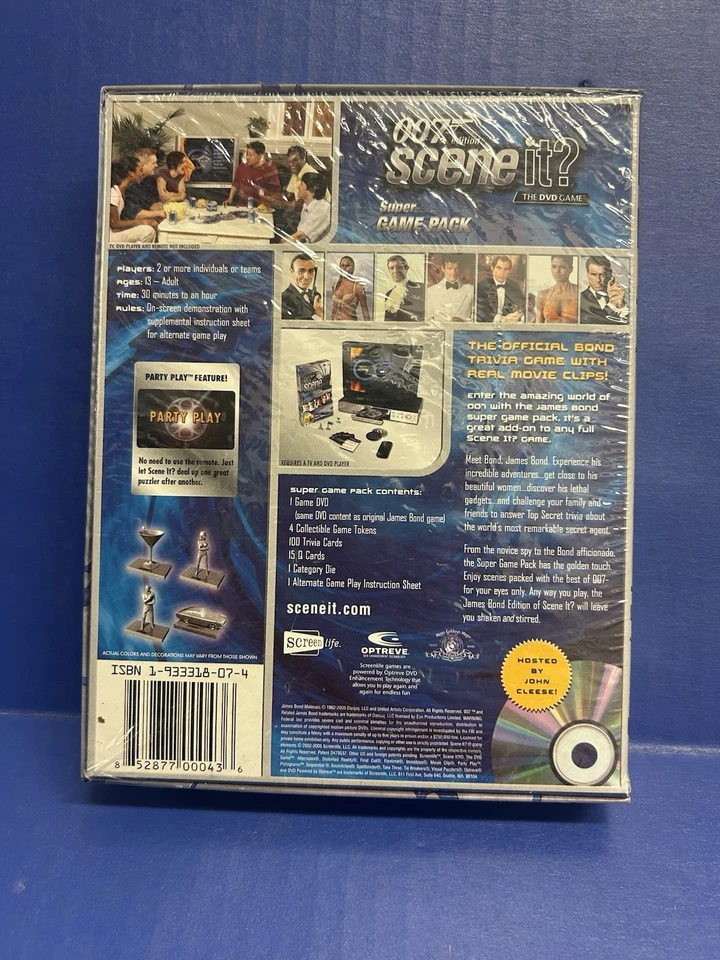 007
edition
scene it?
THE DVD GAME
Super
GAME PACK
TV, DVD PLAYER AND REMOTE NOT INCLUDED
Players: 2 or more individuals or teams
Ages: 13 – Adult
Time: 30 minutes to an hour
Rules: On-screen demonstration with
supplemental instruction sheet
for alternate game play
PARTY PLAY™ FEATURE!
PARTY PLAY
No need to use the remote. Just
let Scene It? deal up one great
puzzler after another.
ACTUAL COLORS AND DECORATIONS MAY VARY FROM THOSE SHOWN
ISBN 1-933318-07-4
8 52877 00043 6
REQUIRES A TV AND DVD PLAYER
Super Game Pack Contents:
1 Game DVD
(same DVD content as original James Bond game)
4 Collectible Game Tokens
100 Trivia Cards
15 Q Cards
1 Category Die
1 Alternate Game Play Instruction Sheet
sceneit.com
screenlife.
OPTREVE
DVD ENHANCEMENT TECHNOLOGY
Screenlife games are
powered by Optreve DVD
Enhancement Technology that
allows you to play again and
again for endless fun
THE OFFICIAL BOND
TRIVIA GAME WITH
REAL MOVIE CLIPS!
Enter the amazing world of
007 with the James Bond
super game pack. It's a
great add-on to any full
Scene It? game.
Meet Bond, James Bond. Experience his
incredible adventures...get close to his
beautiful women...discover his lethal
gadgets...and challenge your family and
friends to answer Top Secret trivia about
the world's most remarkable secret agent.
From the novice spy to the Bond afficionado,
the Super Game Pack has the golden touch.
Enjoy scenes packed with the best of 007-
for your eyes only. Any way you play, the
James Bond Edition of Scene It? will leave
you shaken and stirred.
HOSTED
BY
JOHN
CLEESE!